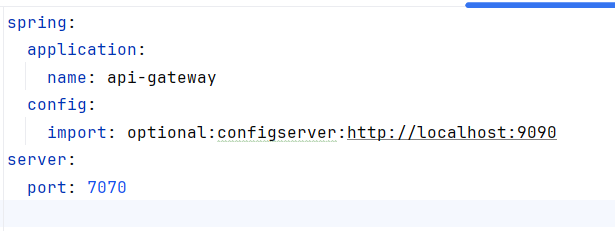 spring:
  application:
    name: api-gateway
  config:
    import: optional:configserver:http://localhost:9090
server:
  port: 7070